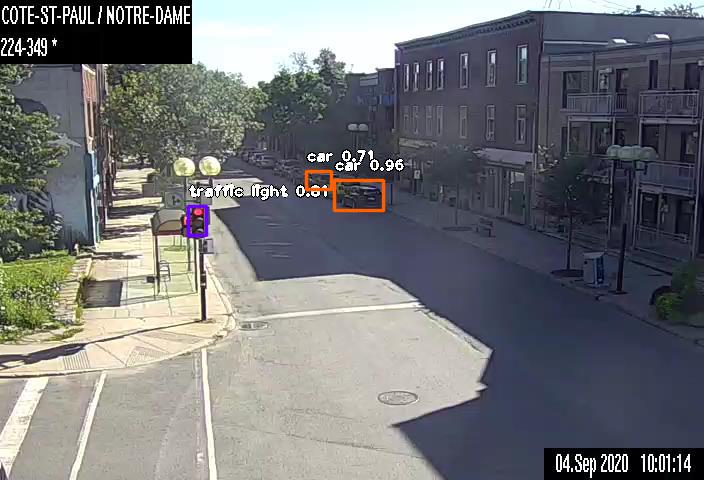 COTE-ST-PAUL / NOTRE-DAME
224-349 *
car 0.71
car 0.96
traffic light 0.81
04.Sep 2020 10:01:14